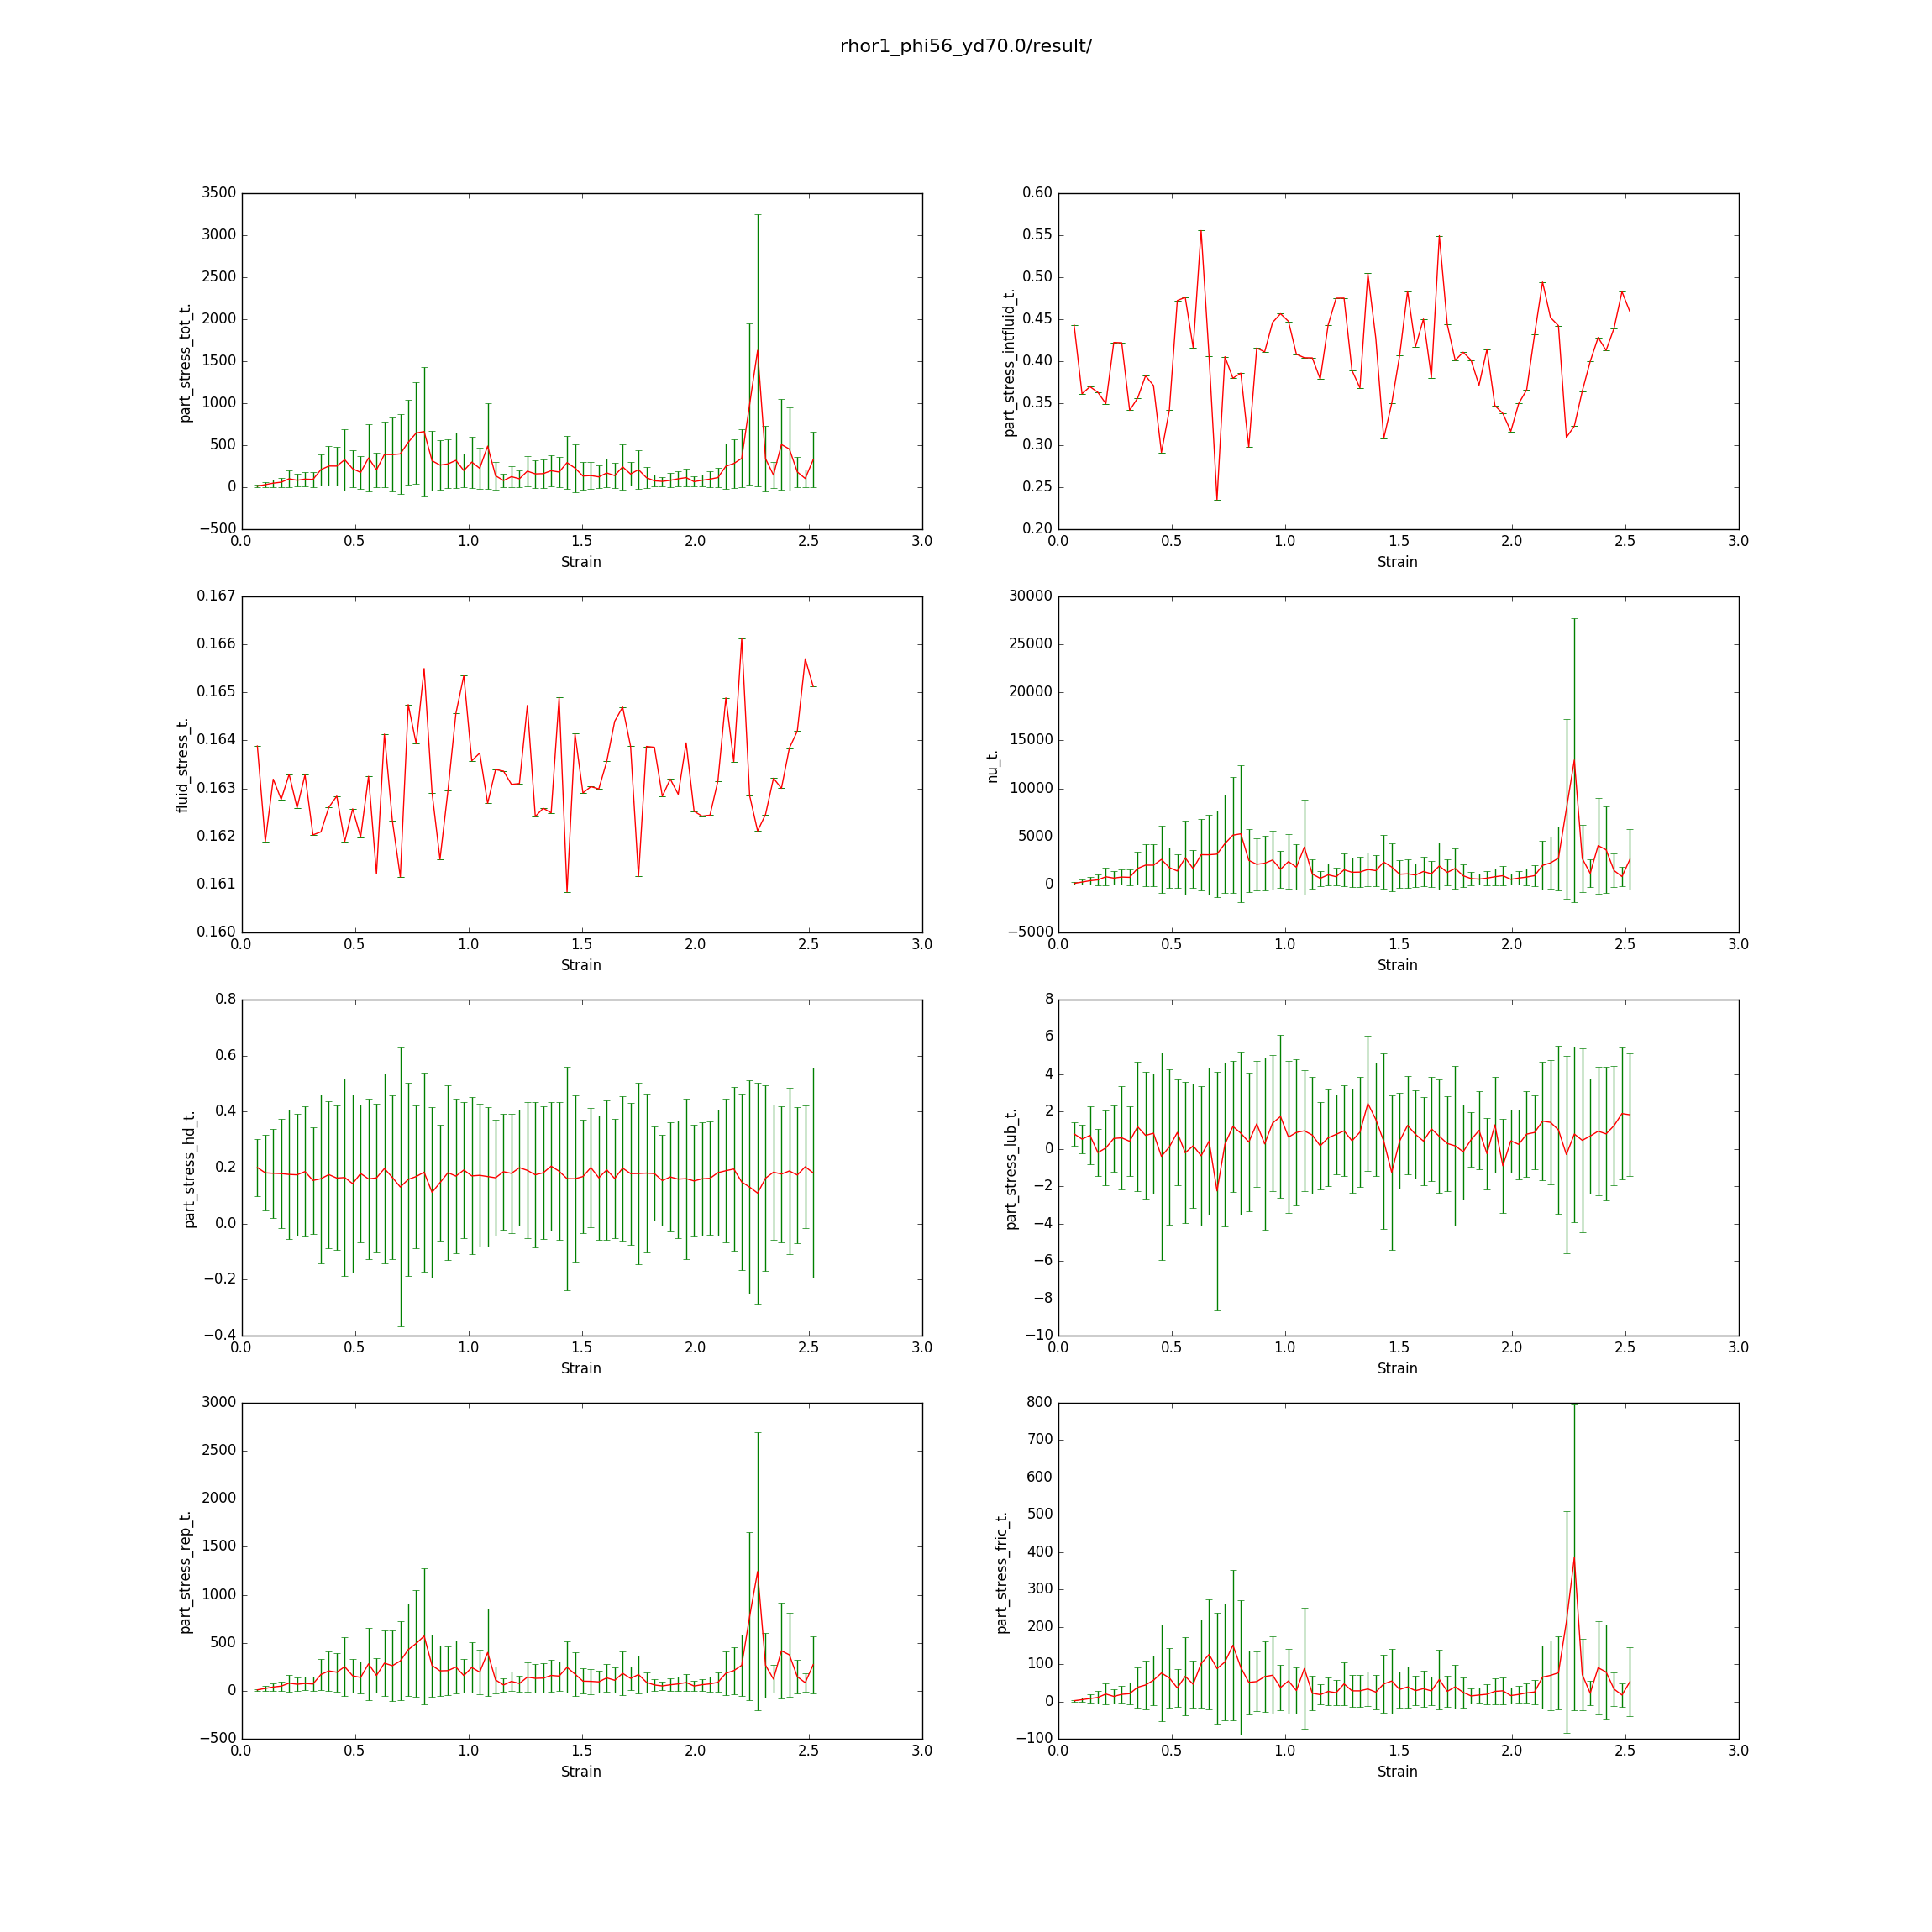 rhor1_phi56_yd70.0/result/
3500
3000
2500
2000
1500
1000
500
0
−500
part_stress_tot_t.
0.0 0.5 1.0 1.5 2.0 2.5 3.0
Strain
0.60
0.55
0.50
0.45
0.40
0.35
0.30
0.25
0.20
part_stress_intfluid_t.
0.0 0.5 1.0 1.5 2.0 2.5 3.0
Strain
0.167
0.166
0.165
0.164
0.163
0.162
0.161
0.160
fluid_stress_t.
0.0 0.5 1.0 1.5 2.0 2.5 3.0
Strain
30000
25000
20000
15000
10000
5000
0
−5000
nu_t.
0.0 0.5 1.0 1.5 2.0 2.5 3.0
Strain
0.8
0.6
0.4
0.2
0.0
−0.2
−0.4
part_stress_hd_t.
0.0 0.5 1.0 1.5 2.0 2.5 3.0
Strain
8
6
4
2
0
−2
−4
−6
−8
−10
part_stress_lub_t.
0.0 0.5 1.0 1.5 2.0 2.5 3.0
Strain
3000
2500
2000
1500
1000
500
0
−500
part_stress_rep_t.
0.0 0.5 1.0 1.5 2.0 2.5 3.0
Strain
800
700
600
500
400
300
200
100
0
−100
part_stress_fric_t.
0.0 0.5 1.0 1.5 2.0 2.5 3.0
Strain